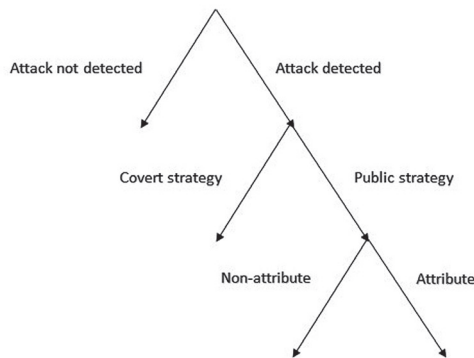 Attack not detected
Attack detected
Covert strategy
Public strategy
Non-attribute
Attribute